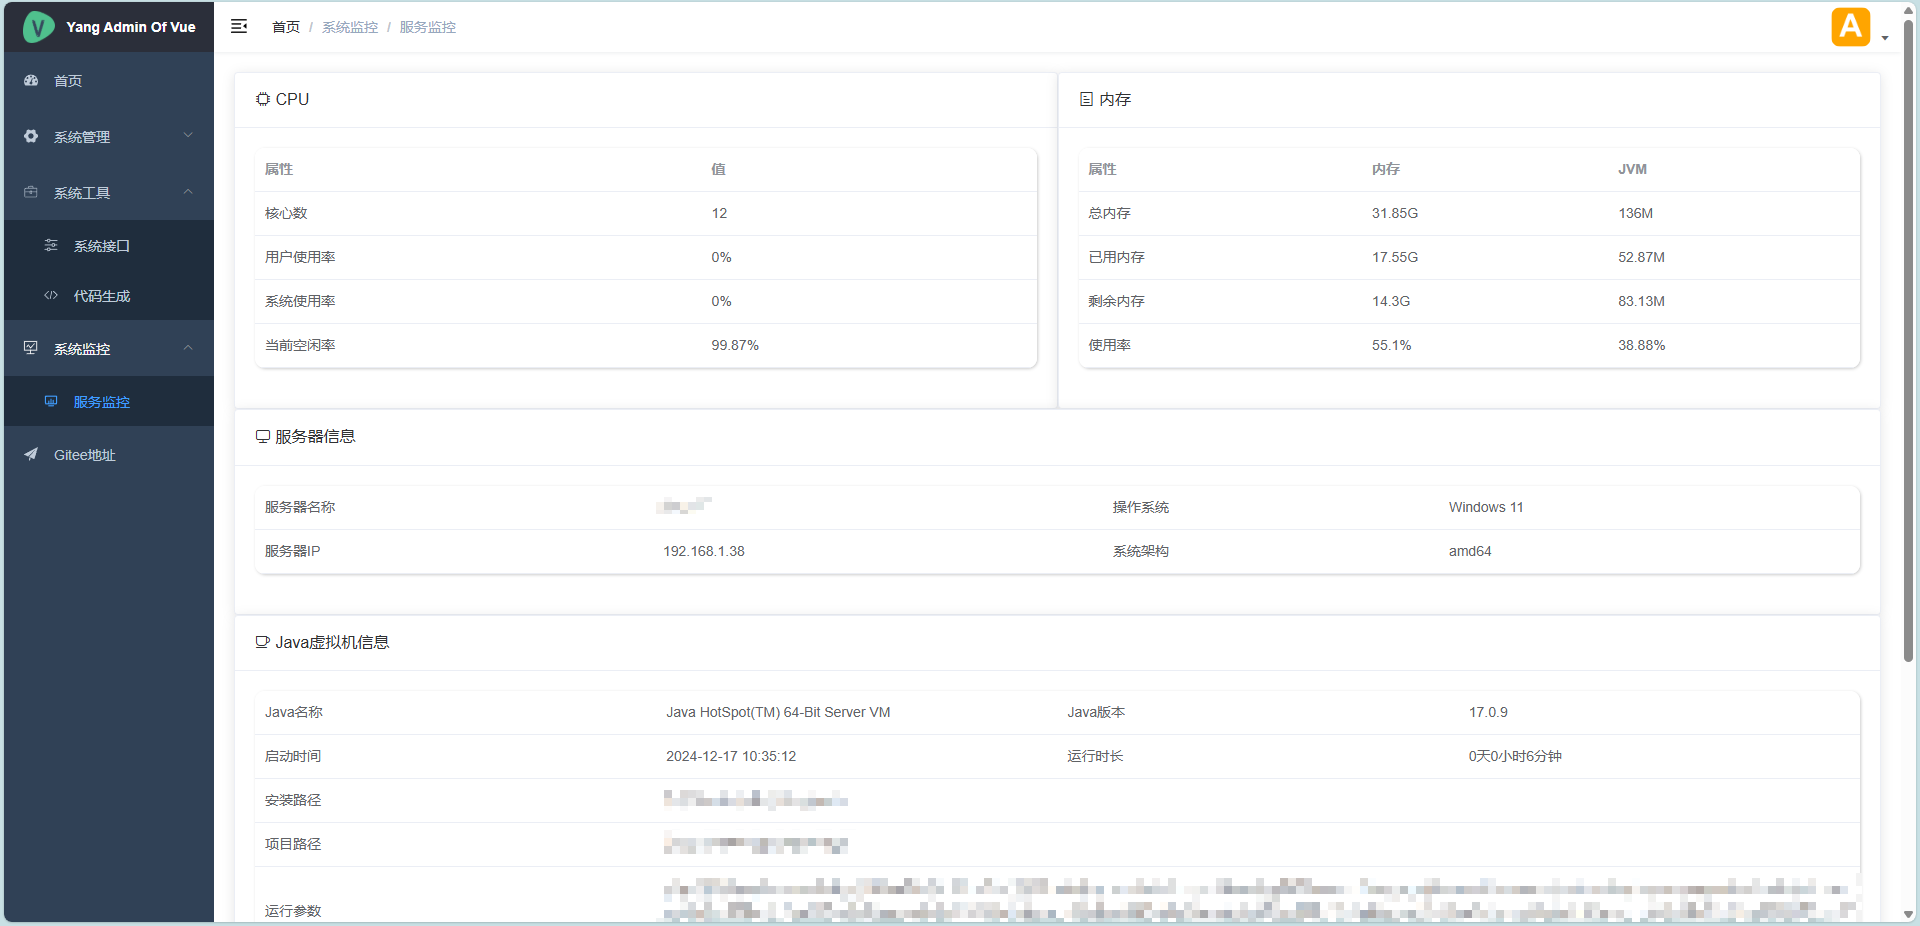 Yang Admin Of Vue
首页 / 系统监控 / 服务监控
A
首页
系统管理
系统工具
系统接口
代码生成
系统监控
服务监控
Gitee地址
CPU
属性 值
核心数 12
用户使用率 0%
系统使用率 0%
当前空闲率 99.87%
内存
属性 内存 JVM
总内存 31.85G 136M
已用内存 17.55G 52.87M
剩余内存 14.3G 83.13M
使用率 55.1% 38.88%
服务器信息
服务器名称 操作系统 Windows 11
服务器IP 192.168.1.38 系统架构 amd64
Java虚拟机信息
Java名称 Java HotSpot(TM) 64-Bit Server VM Java版本 17.0.9
启动时间 2024-12-17 10:35:12 运行时长 0天0小时6分钟
安装路径
项目路径
运行参数